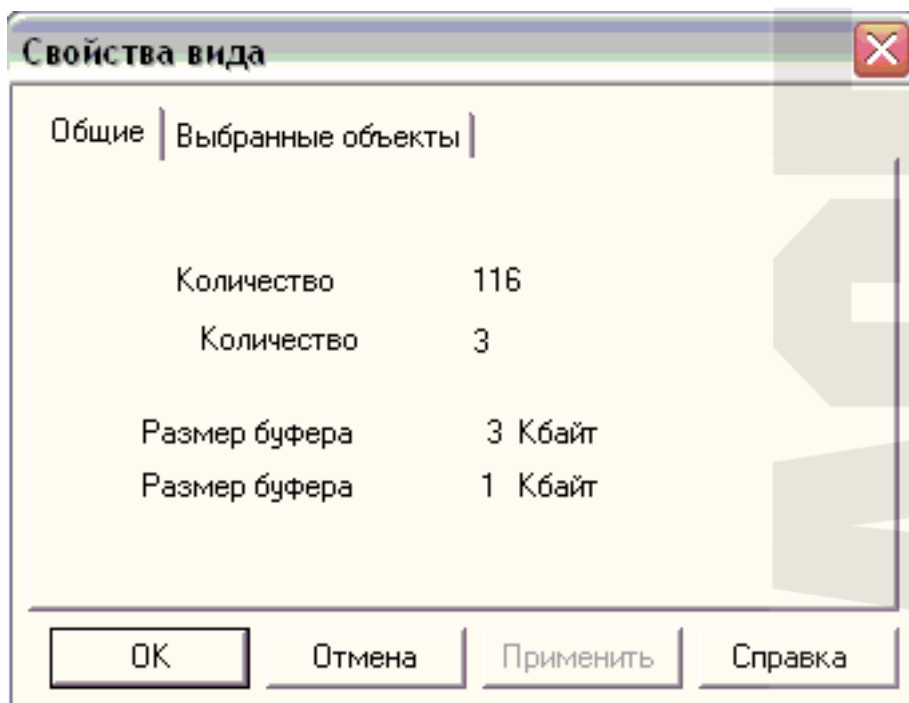 Свойства вида
Общие Выбранные объекты
Количество 116
Количество 3
Размер буфера 3 Кбайт
Размер буфера 1 Кбайт
ОК Отмена Применить Справка